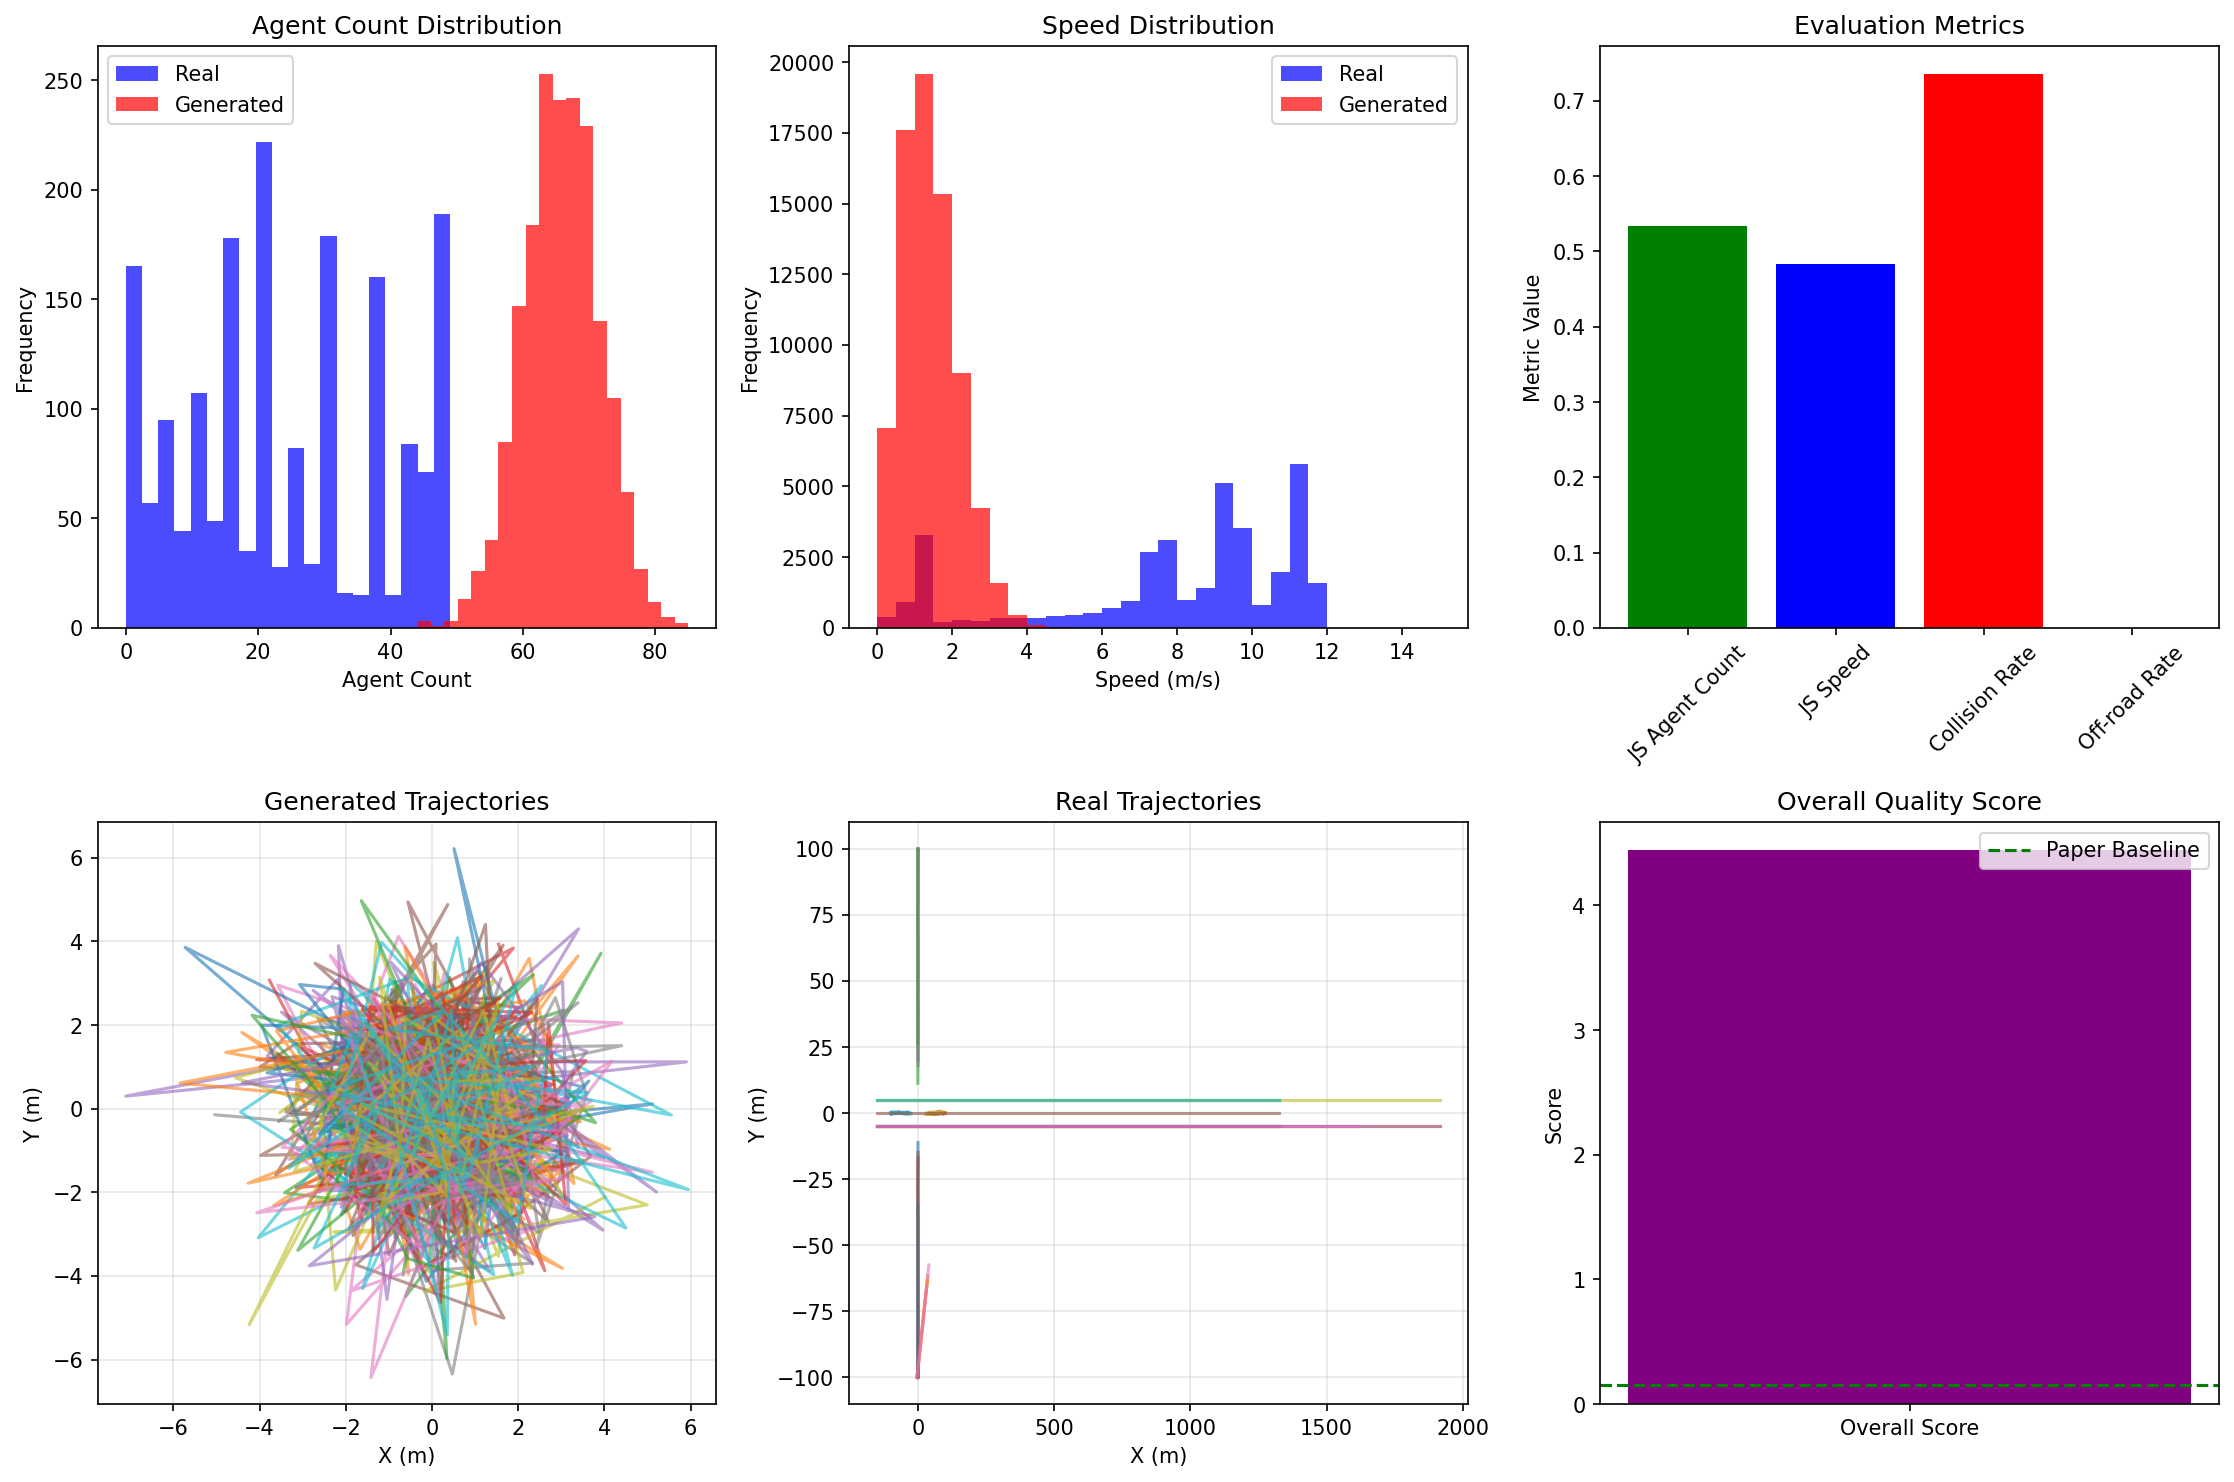 Agent Count Distribution
Real
Generated
250
200
150
100
50
0
Frequency
0 20 40 60 80
Agent Count
Speed Distribution
Real
Generated
20000
17500
15000
12500
10000
7500
5000
2500
0
Frequency
0 2 4 6 8 10 12 14
Speed (m/s)
Evaluation Metrics
0.7
0.6
0.5
0.4
0.3
0.2
0.1
0.0
Metric Value
JS Agent Count
JS Speed
Collision Rate
Off-road Rate
Generated Trajectories
6
4
2
0
−2
−4
−6
Y (m)
−6 −4 −2 0 2 4 6
X (m)
Real Trajectories
100
75
50
25
0
−25
−50
−75
−100
Y (m)
0 500 1000 1500 2000
X (m)
Overall Quality Score
Paper Baseline
4
3
2
1
0
Score
Overall Score